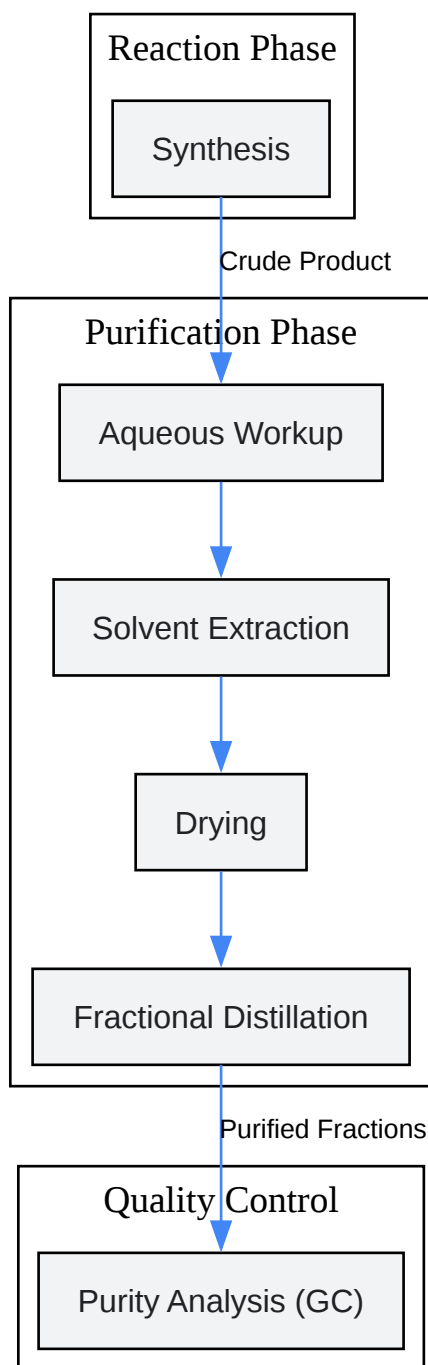 Reaction Phase
Synthesis
Crude Product
Purification Phase
Aqueous Workup
Solvent Extraction
Drying
Fractional Distillation
Purified Fractions
Quality Control
Purity Analysis (GC)